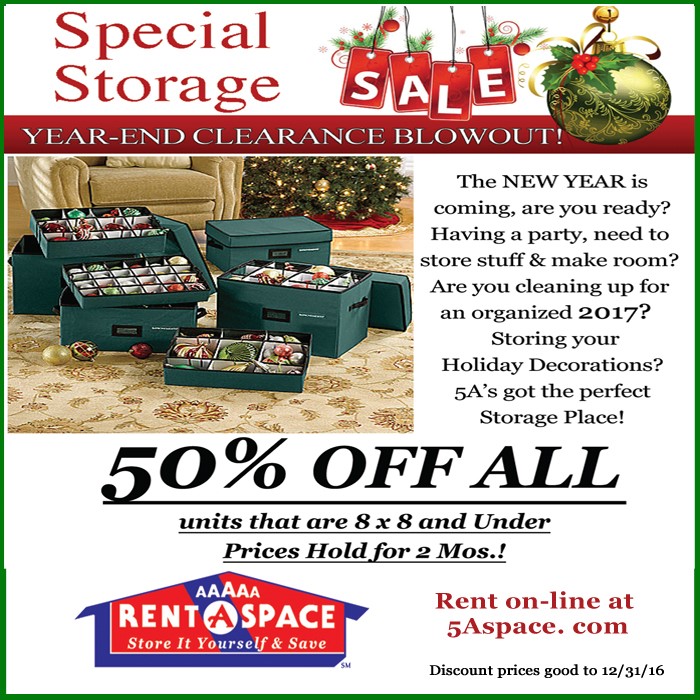 Special
Storage
SALE
YEAR-END CLEARANCE BLOWOUT!
The NEW YEAR is
coming, are you ready?
Having a party, need to
store stuff & make room?
Are you cleaning up for
an organized 2017?
Storing your
Holiday Decorations?
5A's got the perfect
Storage Place!
50% OFF ALL
units that are 8 x 8 and Under
Prices Hold for 2 Mos.!
AAAAA
RENT A SPACE
Store It Yourself & Save
SM
Rent on-line at
5Aspace. com
Discount prices good to 12/31/16